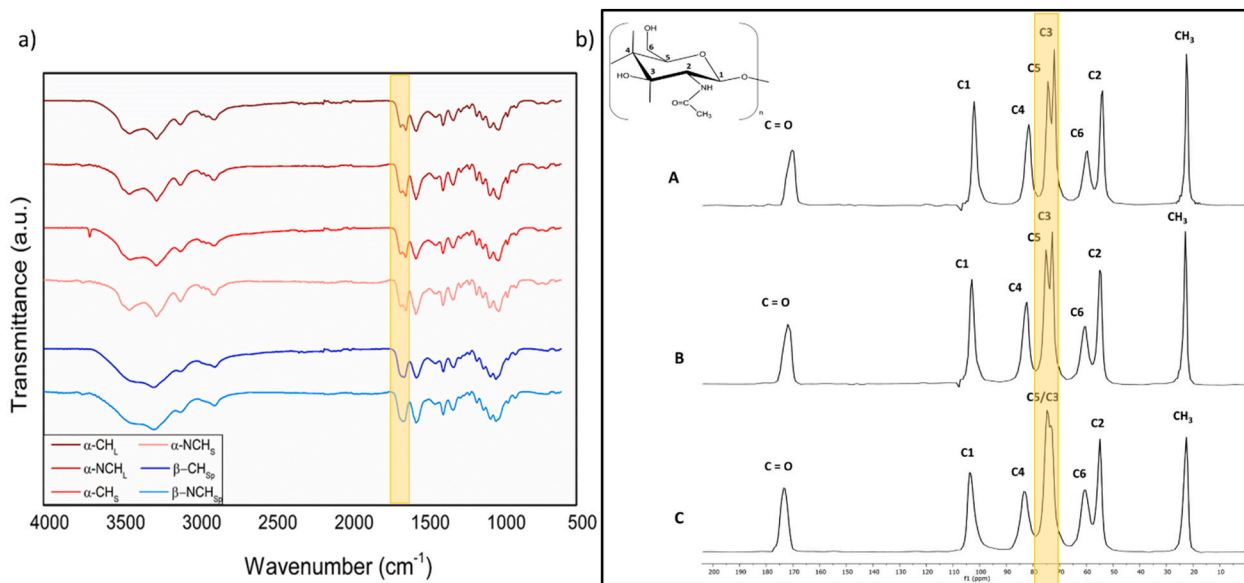 a)
Transmittance (a.u.)
α-CH_L
α-NCH_L
α-CH_S
α-NCH_S
β–CH_Sp
β–NCH_Sp
4000 3500 3000 2500 2000 1500 1000 500
Wavenumber (cm⁻¹)
b)
OH
6
4
5
O
HO
3
2
1
O
NH
O=C
CH₃
n
C = O
C1
C4
C5
C3
C6
C2
CH₃
A
C = O
C1
C4
C5
C3
C6
C2
CH₃
B
C = O
C1
C4
C5/C3
C6
C2
CH₃
C
200 190 180 170 160 150 140 130 120 110 100 90 80 70 60 50 40 30 20 10
f1 (ppm)